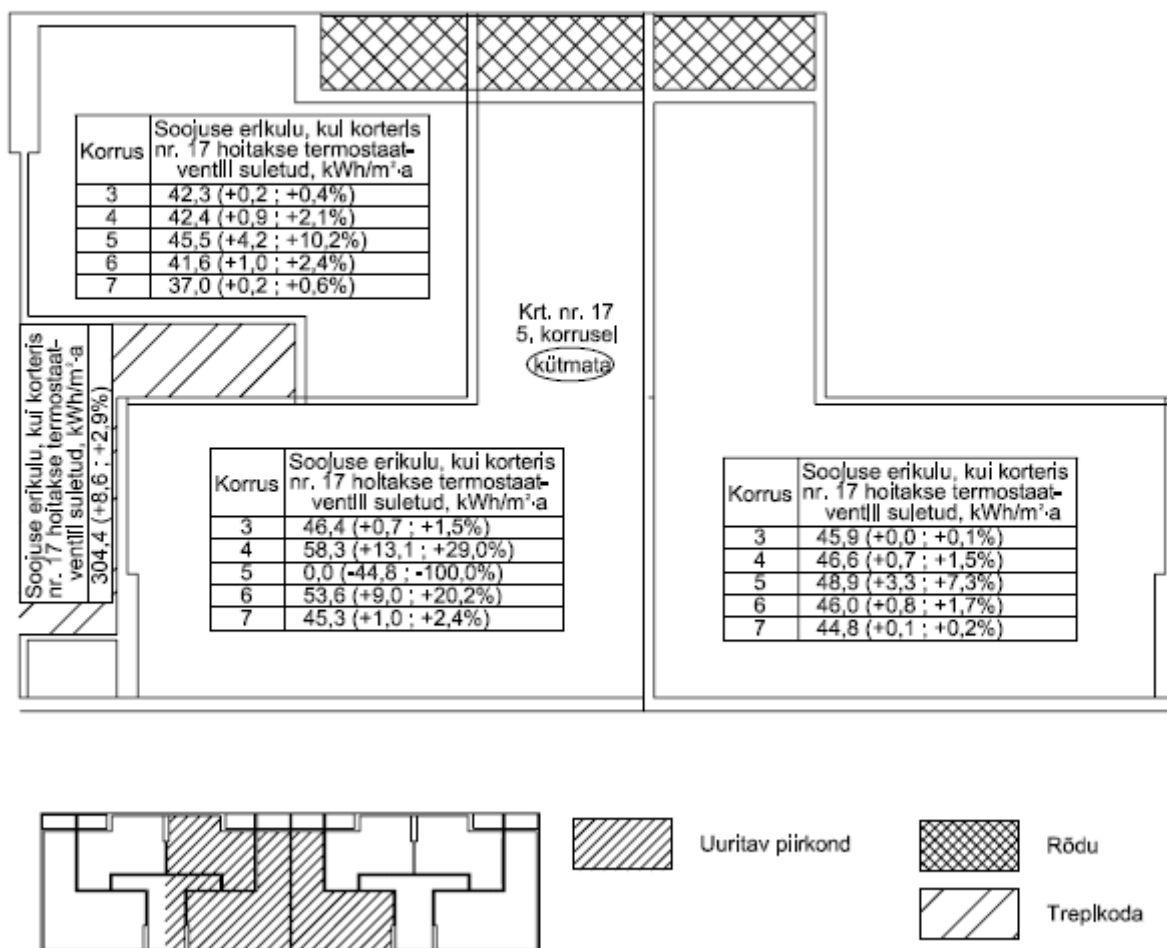 Korrus
Soojuse erikulu, kui korteris
nr. 17 hoitakse termostaat-
ventiili suletud, kWh/m²·a
3 42,3 (+0,2 ; +0,4%)
4 42,4 (+0,9 ; +2,1%)
5 45,5 (+4,2 ; +10,2%)
6 41,6 (+1,0 ; +2,4%)
7 37,0 (+0,2 ; +0,6%)
Krt. nr. 17
5, korrusel
kütmata
Soojuse erikulu, kui korteris
nr. 17 hoitakse termostaat-
ventiili suletud, kWh/m²·a
304,4 (+8,6 ; +2,9%)
Korrus
Soojuse erikulu, kui korteris
nr. 17 hoitakse termostaat-
ventiili suletud, kWh/m²·a
3 46,4 (+0,7 ; +1,5%)
4 58,3 (+13,1 ; +29,0%)
5 0,0 (-44,8 ; -100,0%)
6 53,6 (+9,0 ; +20,2%)
7 45,3 (+1,0 ; +2,4%)
Korrus
Soojuse erikulu, kui korteris
nr. 17 hoitakse termostaat-
ventiili suletud, kWh/m²·a
3 45,9 (+0,0 ; +0,1%)
4 46,6 (+0,7 ; +1,5%)
5 48,9 (+3,3 ; +7,3%)
6 46,0 (+0,8 ; +1,7%)
7 44,8 (+0,1 ; +0,2%)
Uuritav piirkond
Rõdu
Trepikoda